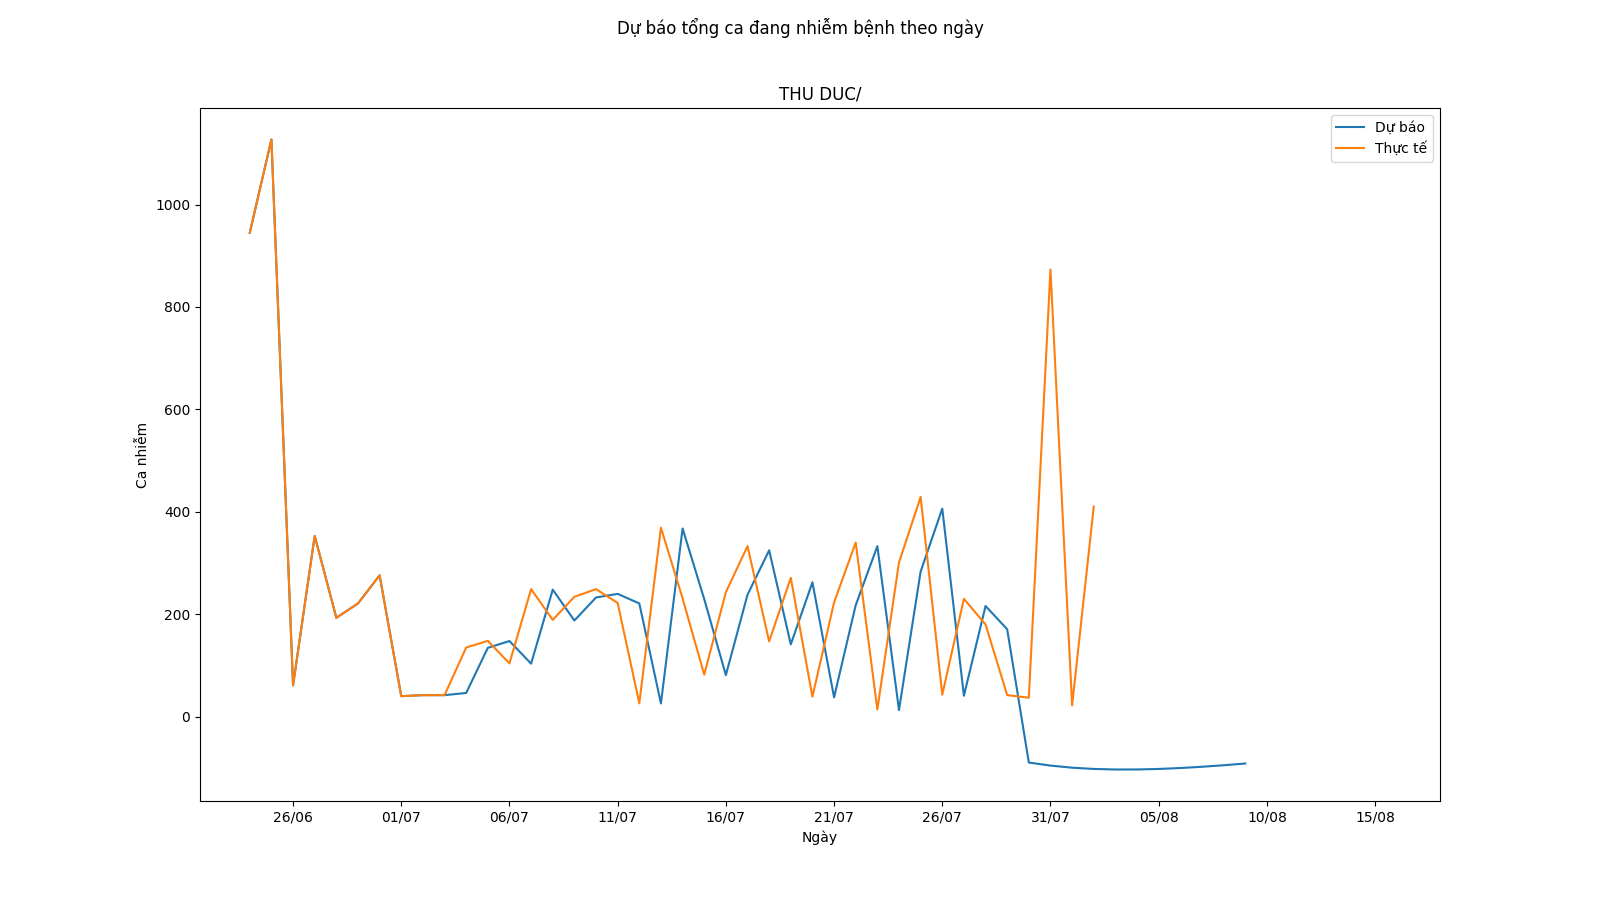 Dự báo tổng ca đang nhiễm bệnh theo ngày
THU DUC/
Dự báo
Thực tế
1000
800
600
400
200
0
Ca nhiễm
26/06 01/07 06/07 11/07 16/07 21/07 26/07 31/07 05/08 10/08 15/08
Ngày